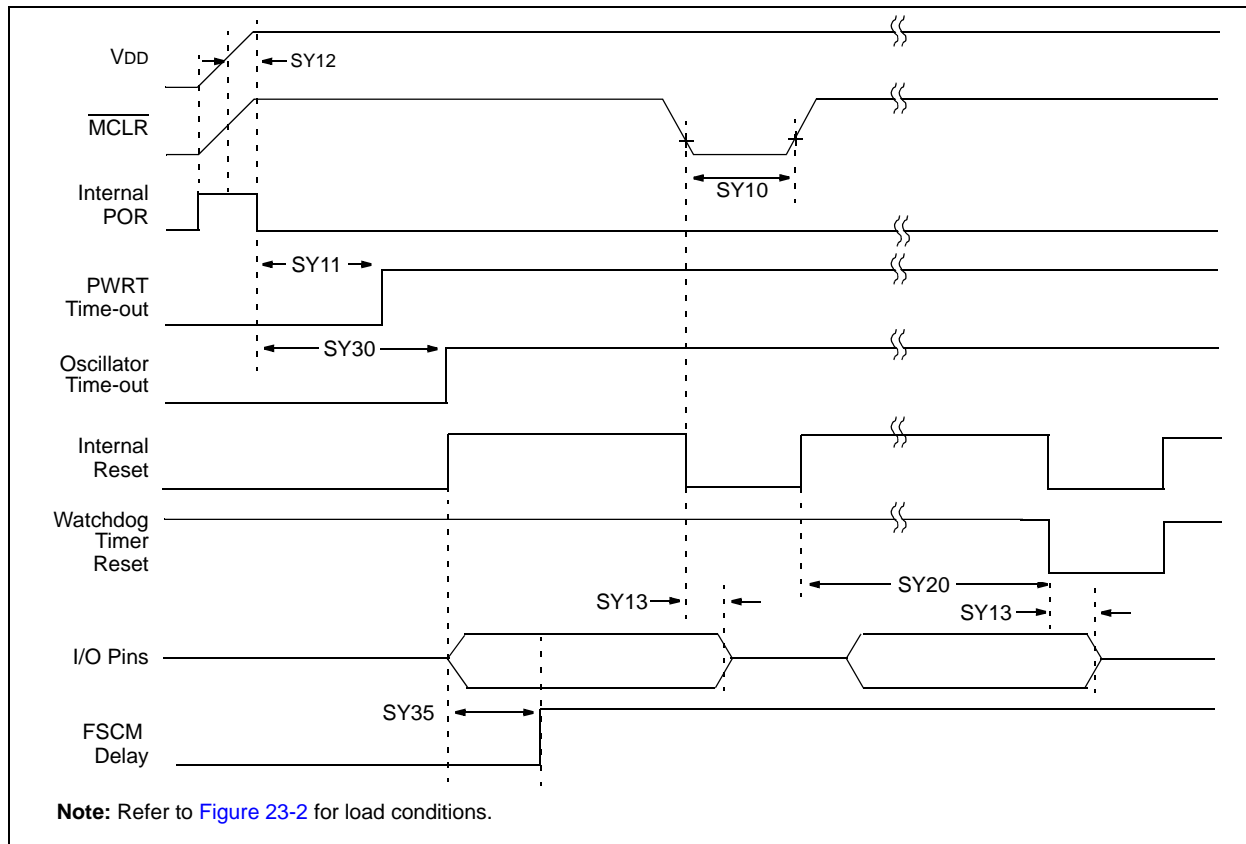 VDD
SY12
MCLR
SY10
Internal
POR
SY11
PWRT
Time-out
SY30
Oscillator
Time-out
Internal
Reset
Watchdog
Timer
Reset
SY20
SY13
SY13
I/O Pins
SY35
FSCM
Delay
Note: Refer to Figure 23-2 for load conditions.